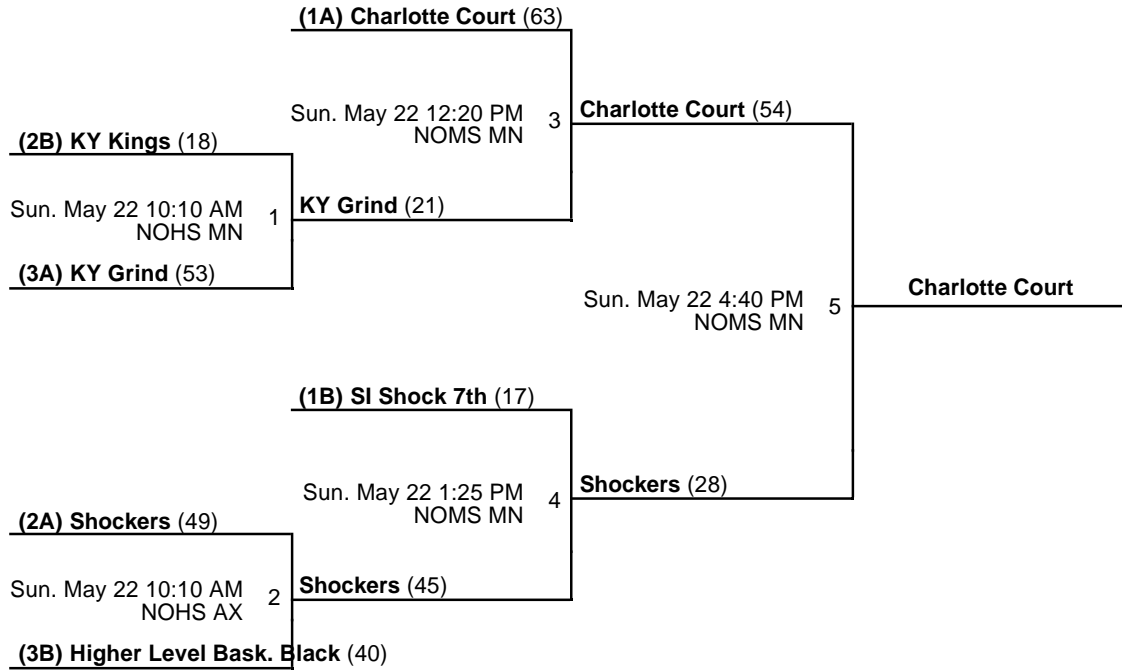 (1A) Charlotte Court (63)
Sun. May 22 12:20 PM
NOMS MN
3
Charlotte Court (54)
(2B) KY Kings (18)
Sun. May 22 10:10 AM
NOHS MN
1
KY Grind (21)
(3A) KY Grind (53)
Sun. May 22 4:40 PM
NOMS MN
5
Charlotte Court
(1B) SI Shock 7th (17)
Sun. May 22 1:25 PM
NOMS MN
4
Shockers (28)
(2A) Shockers (49)
Sun. May 22 10:10 AM
NOHS AX
2
Shockers (45)
(3B) Higher Level Bask. Black (40)